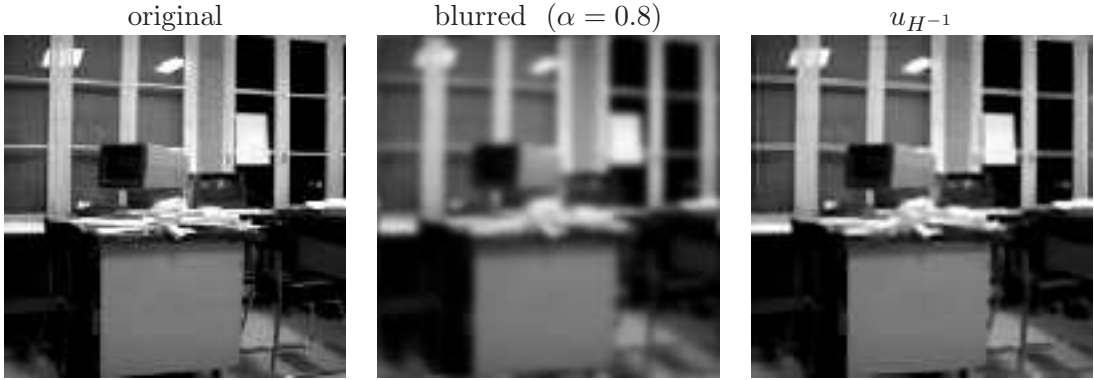 original
blurred (α = 0.8)
u_{H^{-1}}